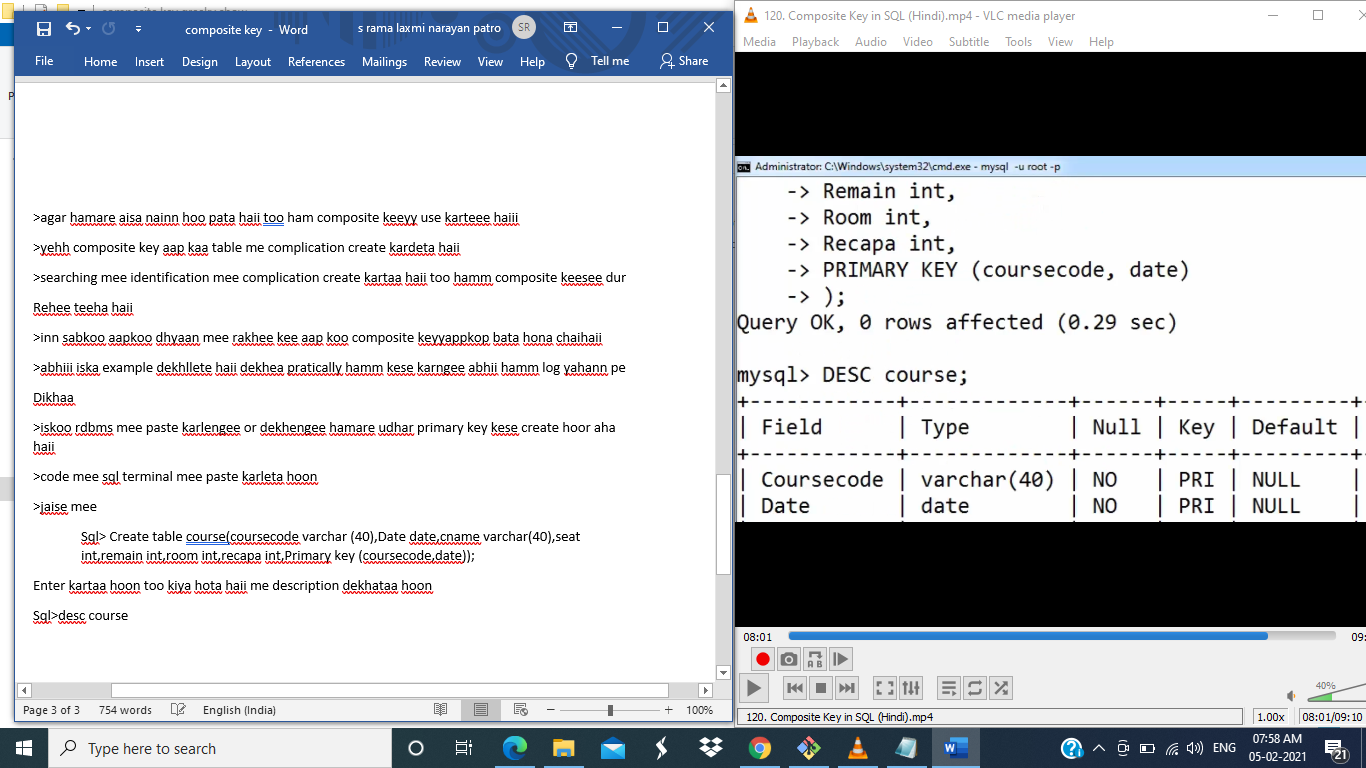 composite key - Word
s rama laxmi narayan patro
SR
File Home Insert Design Layout References Mailings Review View Help Tell me Share
>agar hamare aisa nainn hoo pata haii too ham composite keeyy use karteee haiii
>yehh composite key aap kaa table me complication create kardeta haii
>searching mee identification mee complication create kartaa haii too hamm composite keesee dur
Rehee teeha haii
>inn sabkoo aapkoo dhyaan mee rakhee kee aap koo composite keyyappkop bata hona chaihaii
>abhiii iska example dekhllete haii dekhea pratically hamm kese karngee abhii hamm log yahann pe
Dikhaa
>iskoo rdbms mee paste karlengee or dekhengee hamare udhar primary key kese create hoor aha
haii
>code mee sql terminal mee paste karleta hoon
>jaise mee
Sql> Create table course(coursecode varchar (40),Date date,cname varchar(40),seat
int,remain int,room int,recapa int,Primary key (coursecode,date));
Enter kartaa hoon too kiya hota haii me description dekhataa hoon
Sql>desc course
Page 3 of 3 754 words English (India) 100%
120. Composite Key in SQL (Hindi).mp4 - VLC media player
Media Playback Audio Video Subtitle Tools View Help
Administrator: C:\Windows\system32\cmd.exe - mysql -u root -p
-> Remain int,
-> Room int,
-> Recapa int,
-> PRIMARY KEY (coursecode, date)
-> );
Query OK, 0 rows affected (0.29 sec)
mysql> DESC course;
+------------+-------------+------+-----+---------+
| Field | Type | Null | Key | Default |
+------------+-------------+------+-----+---------+
| Coursecode | varchar(40) | NO | PRI | NULL |
| Date | date | NO | PRI | NULL |
08:01 09:
A B
40%
120. Composite Key in SQL (Hindi).mp4 1.00x 08:01/09:10
Type here to search
ENG
07:58 AM
05-02-2021
21